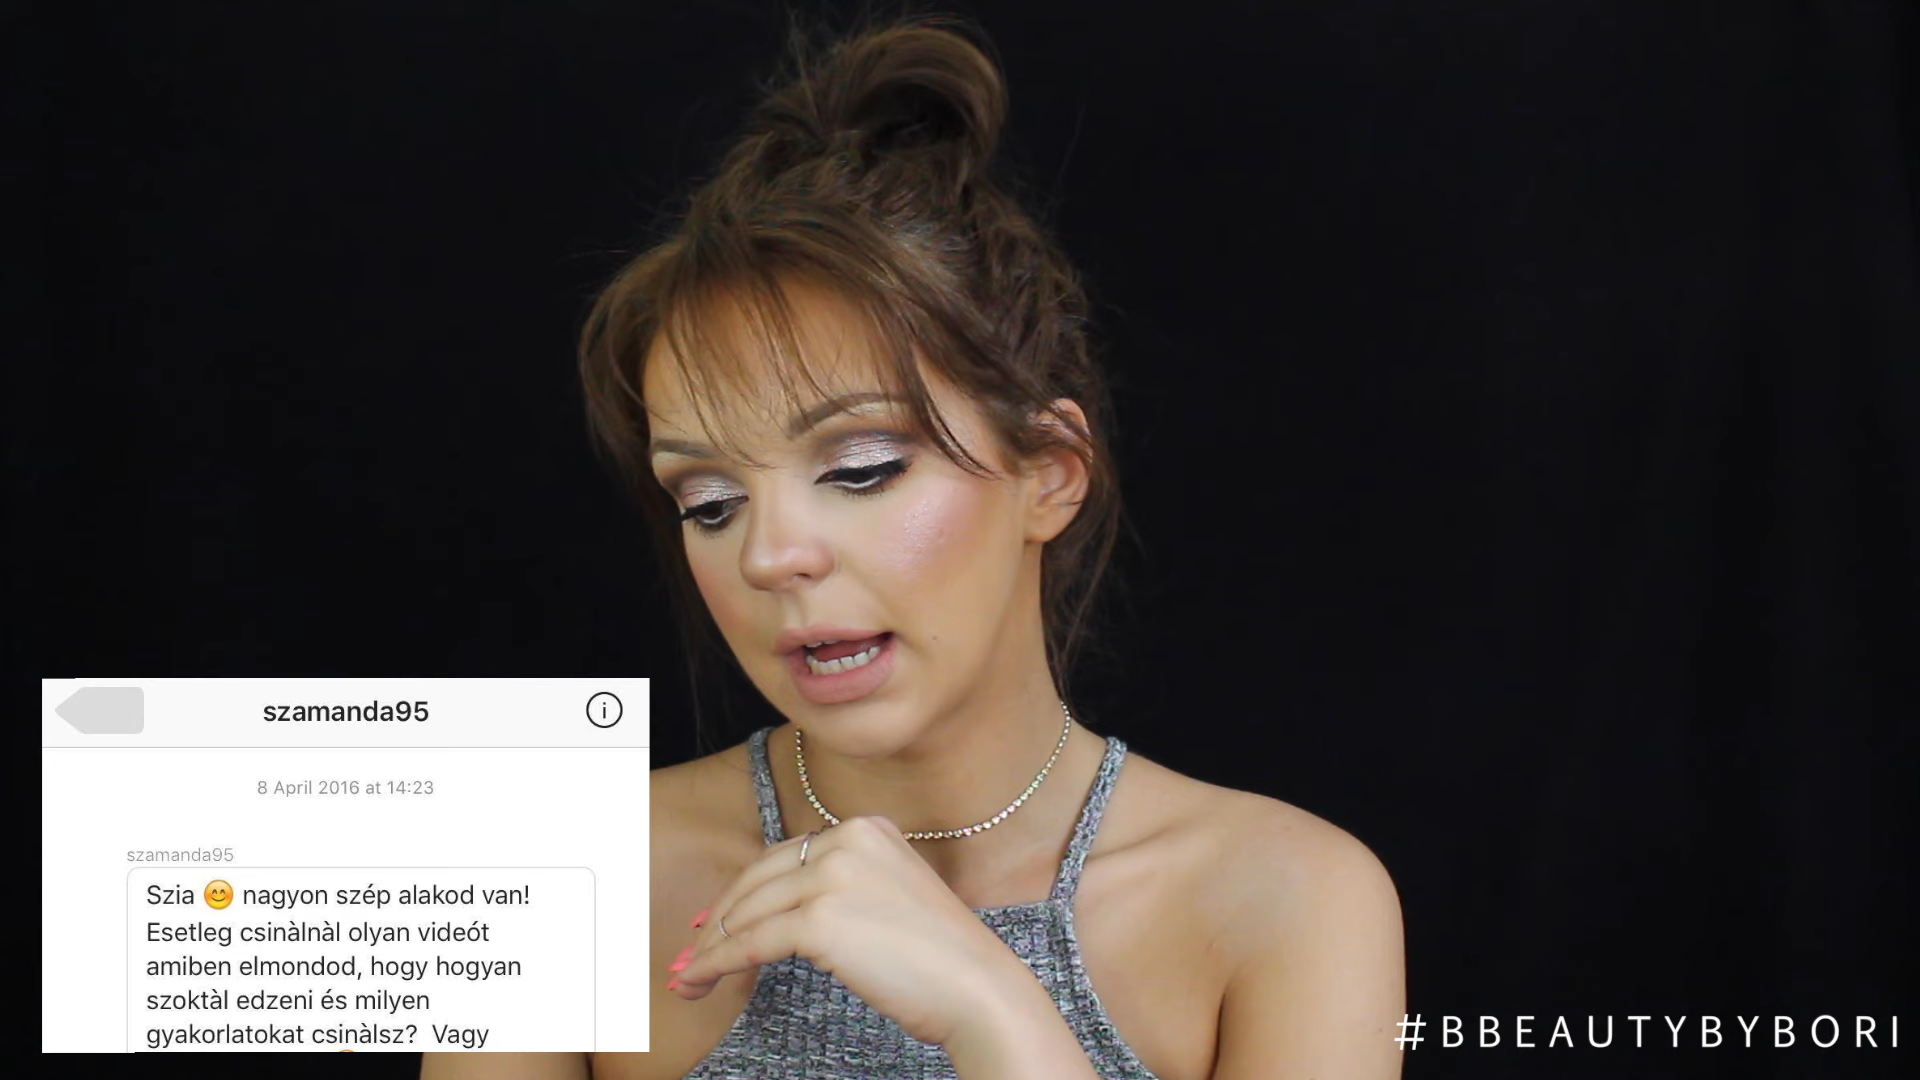 szamanda95
8 April 2016 at 14:23
szamanda95
Szia 😊 nagyon szép alakod van!
Esetleg csinàlnàl olyan videót
amiben elmondod, hogy hogyan
szoktàl edzeni és milyen
gyakorlatokat csinàlsz? Vagy
#BBEAUTYBYBORI